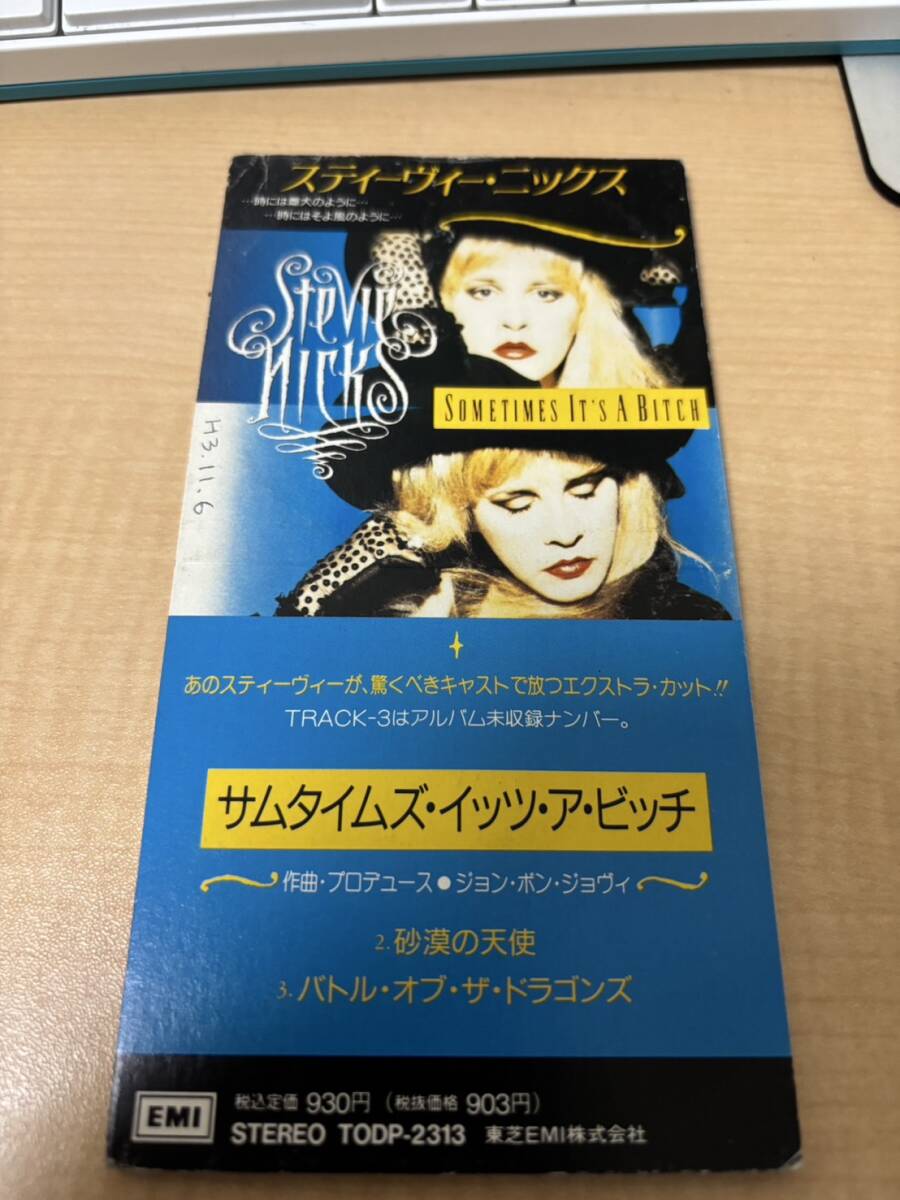 スティーヴィー・ニックス
…時には雌犬のように…
…時にはそよ風のように…
Stevie
Nicks
SOMETIMES IT'S A BITCH
H3.11.6
あのスティーヴィーが、驚くべきキャストで放つエクストラ・カット!!
TRACK-3はアルバム未収録ナンバー。
サムタイムズ・イッツ・ア・ビッチ
作曲・プロデュース●ジョン・ボン・ジョヴィ
2. 砂漠の天使
3. バトル・オブ・ザ・ドラゴンズ
EMI 税込定価 930円 (税抜価格 903円)
STEREO TODP-2313 東芝EMI株式会社